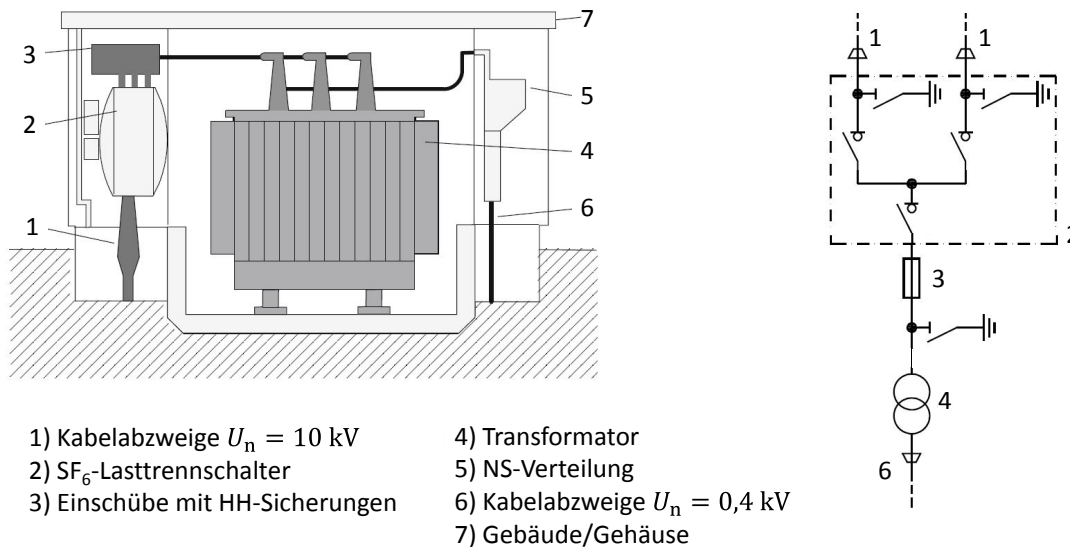 7
3
2
5
4
6
1
1 1
2
3
4
6
1) Kabelabzweige Uₙ = 10 kV
2) SF₆-Lasttrennschalter
3) Einschübe mit HH-Sicherungen
4) Transformator
5) NS-Verteilung
6) Kabelabzweige Uₙ = 0,4 kV
7) Gebäude/Gehäuse